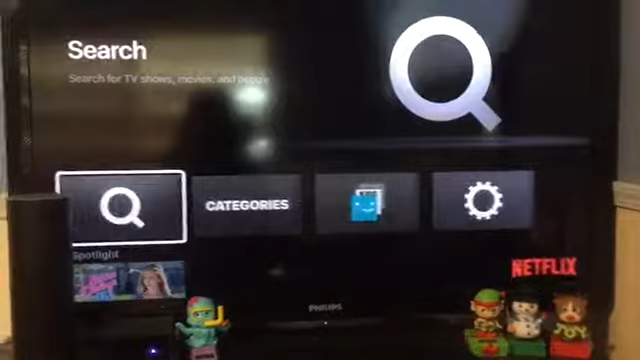 Search
Search for TV shows, movies, and people
CATEGORIES
Spotlight
NETFLIX
PHILIPS